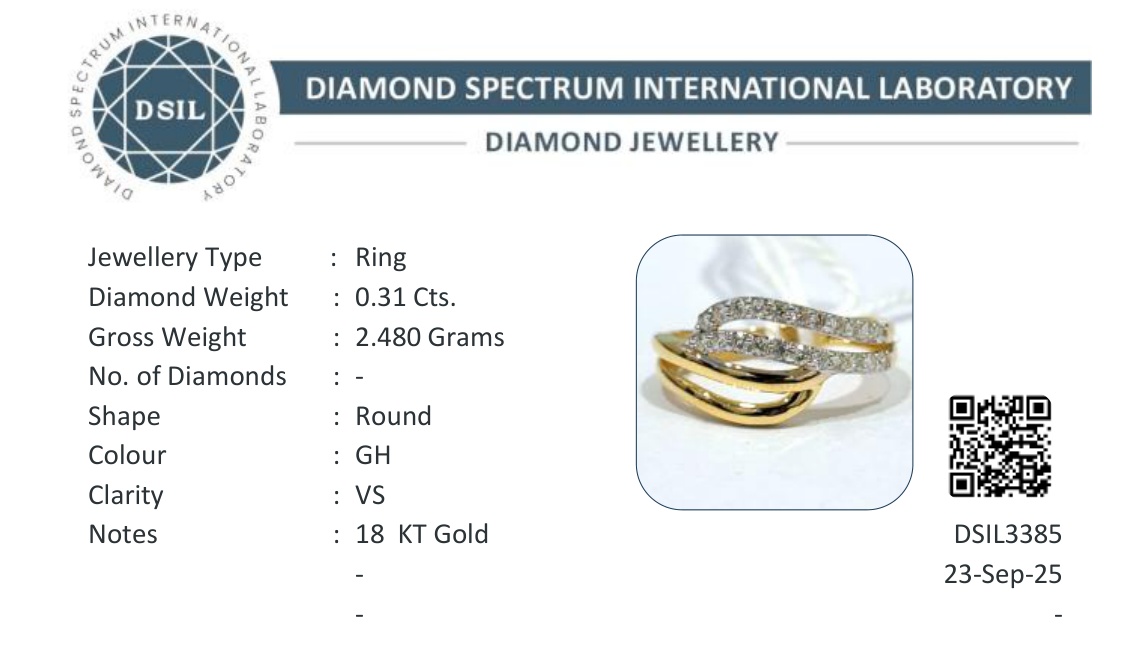 DIAMOND SPECTRUM INTERNATIONAL LABORATORY
DSIL
DIAMOND SPECTRUM INTERNATIONAL LABORATORY
DIAMOND JEWELLERY
Jewellery Type : Ring
Diamond Weight : 0.31 Cts.
Gross Weight : 2.480 Grams
No. of Diamonds : -
Shape : Round
Colour : GH
Clarity : VS
Notes : 18 KT Gold
-
-
DSIL3385
23-Sep-25
-